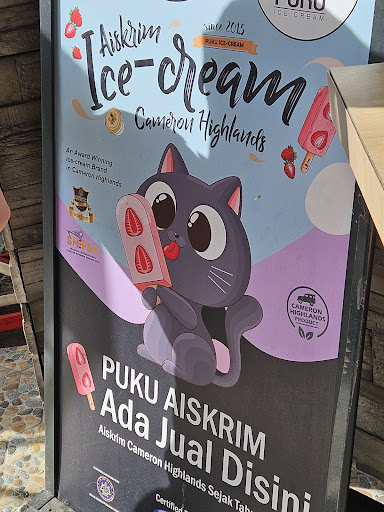 PUKU
ICE CREAM
Since 2015
PUKU ICE-CREAM
Aiskrim
Ice-cream
Cameron Highlands
An Award Winning
Ice-cream Brand
in Cameron Highlands
CAMERON
HIGHLANDS
PRODUCT
PUKU AISKRIM
Ada Jual Disini
Aiskrim Cameron Highlands Sejak Tahu
Certified